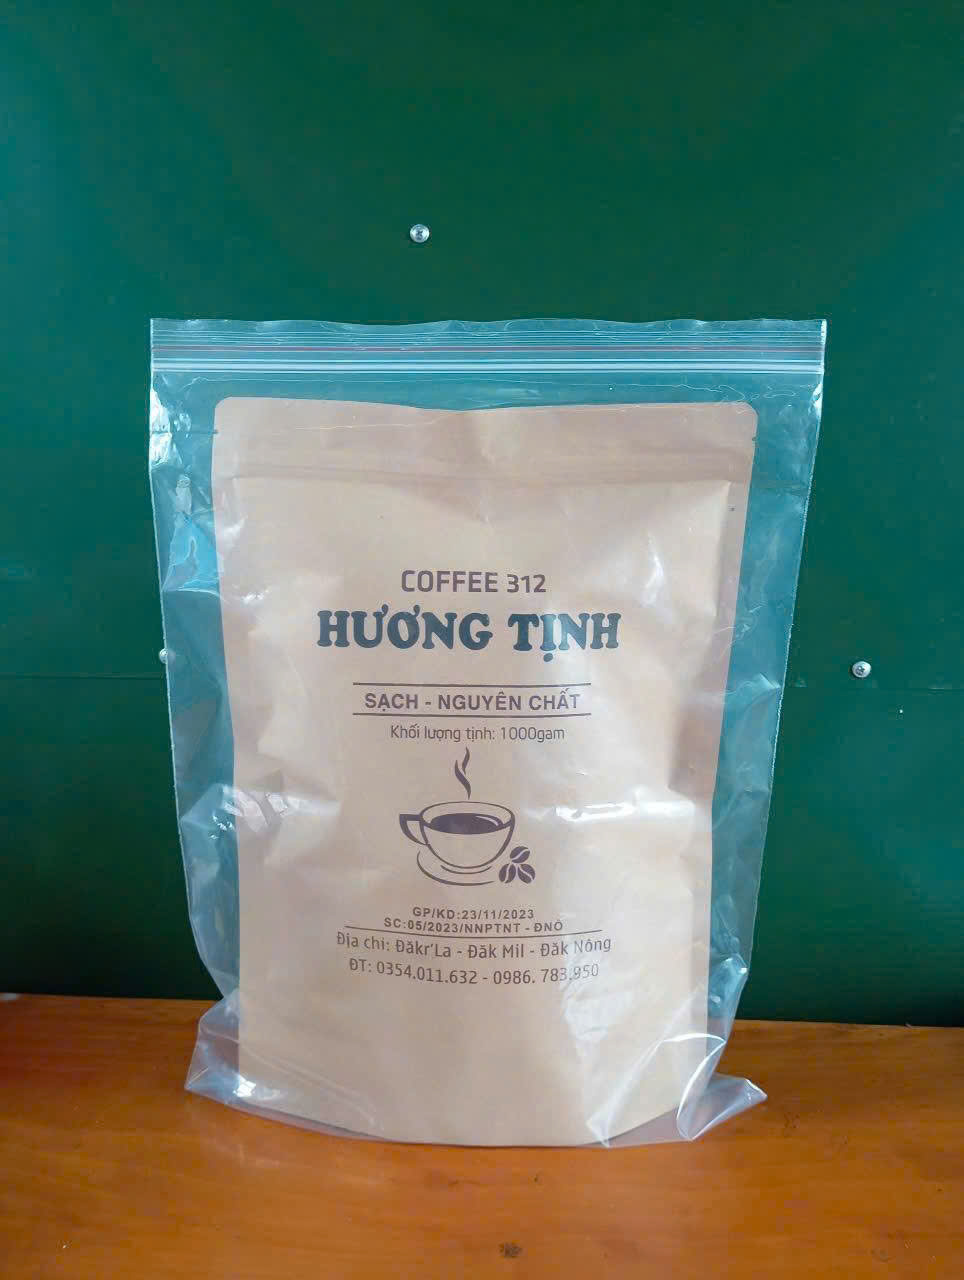 COFFEE 312
HƯƠNG TỊNH
SẠCH - NGUYÊN CHẤT
Khối lượng tịnh: 1000gam
GP/KD:23/11/2023
SC:05/2023/NNPTNT - ĐNÔ
Địa chỉ: Đăkr'La - Đăk Mil - Đăk Nông
ĐT: 0354.011.632 - 0986. 783.950